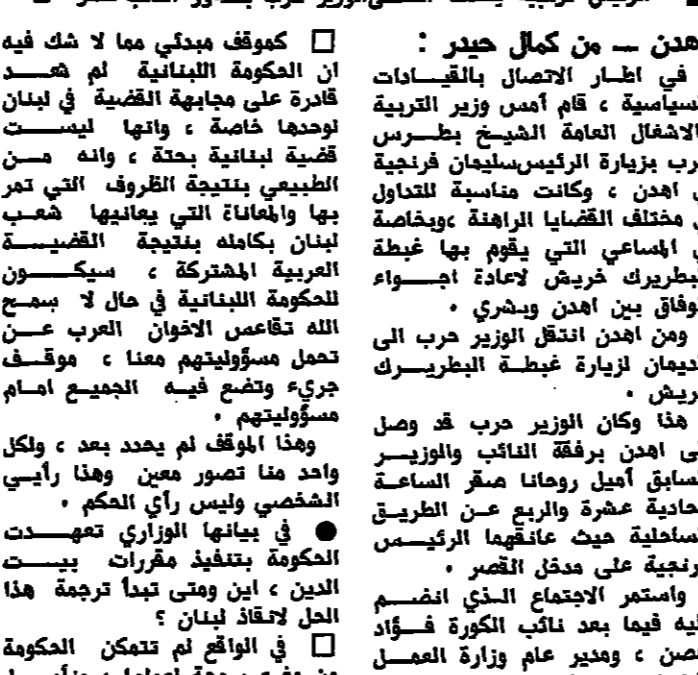 اهدن ـــ من كمال حيدر :
في اطار الاتصال بالقيادات
السياسية ، قام أمس وزير التربية
والاشغال العامة الشيخ بطرس
حرب بزيارة الرئيس سليمان فرنجية
في اهدن ، وكانت مناسبة للتداول
في مختلف القضايا الراهنة ،وبخاصة
المساعي التي يقوم بها غبطة
البطريرك خريش لاعادة اجواء
الوفاق بين اهدن وبشري .
ومن اهدن انتقل الوزير حرب الى
الديمان لزيارة غبطة البطريرك
خريش .
هذا وكان الوزير حرب قد وصل
الى اهدن برفقة النائب والوزير
السابق أميل روحانا صقر الساعة
الحادية عشرة والربع عن الطريق
الساحلية حيث عانقهما الرئيس
فرنجية على مدخل القصر .
واستمر الاجتماع الذي انضم
اليه فيما بعد نائب الكورة فؤاد
غصن ، ومدير عام وزارة العمل
□ كموقف مبدئي مما لا شك فيه
ان الحكومة اللبنانية لم تعد
قادرة على مجابهة القضية في لبنان
لوحدها خاصة ، وانها ليست
قضية لبنانية بحتة ، وانه من
الطبيعي بنتيجة الظروف التي تمر
بها والمعاناة التي يعانيها شعب
لبنان بكامله بنتيجة القضية
العربية المشتركة ، سيكون
للحكومة اللبنانية في حال لا سمح
الله تقاعس الاخوان العرب عن
تحمل مسؤوليتهم معنا ، موقف
جريء وتضع فيه الجميع امام
مسؤوليتهم .
وهذا الموقف لم يحدد بعد ، ولكل
واحد منا تصور معين وهذا رأيي
الشخصي وليس رأي الحكم .
● في بيانها الوزاري تعهدت
الحكومة بتنفيذ مقررات بيت
الدين ، اين ومتى تبدأ ترجمة هذا
الحل لانقاذ لبنان ؟
□ في الواقع لم تتمكن الحكومة